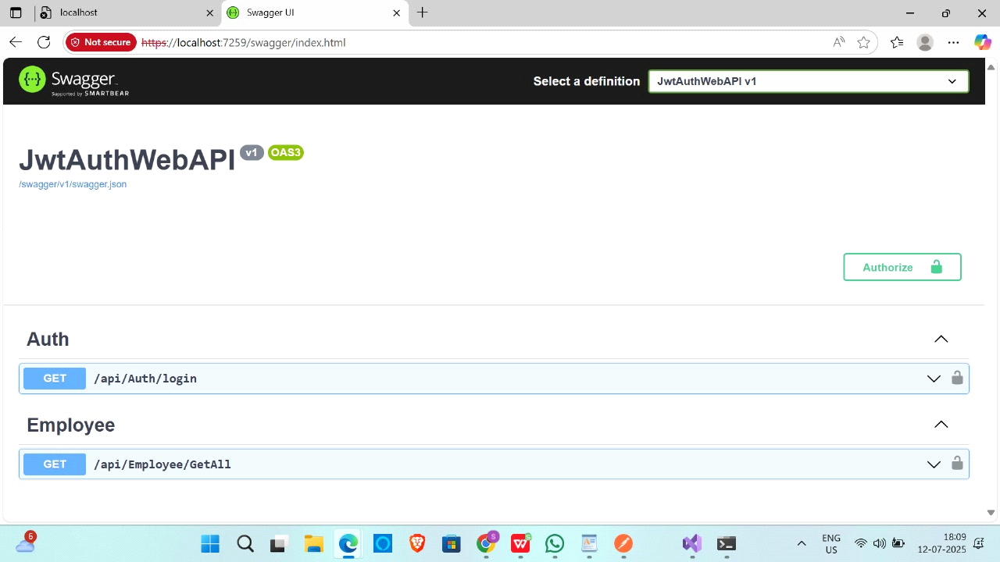 localhost
Swagger UI
Not secure
https://localhost:7259/swagger/index.html
Swagger
Supported by SMARTBEAR
Select a definition
JwtAuthWebAPI v1
JwtAuthWebAPI v1 OAS3
/swagger/v1/swagger.json
Authorize
Auth
GET /api/Auth/login
Employee
GET /api/Employee/GetAll
6
S
W
ENG
US
18:09
12-07-2025